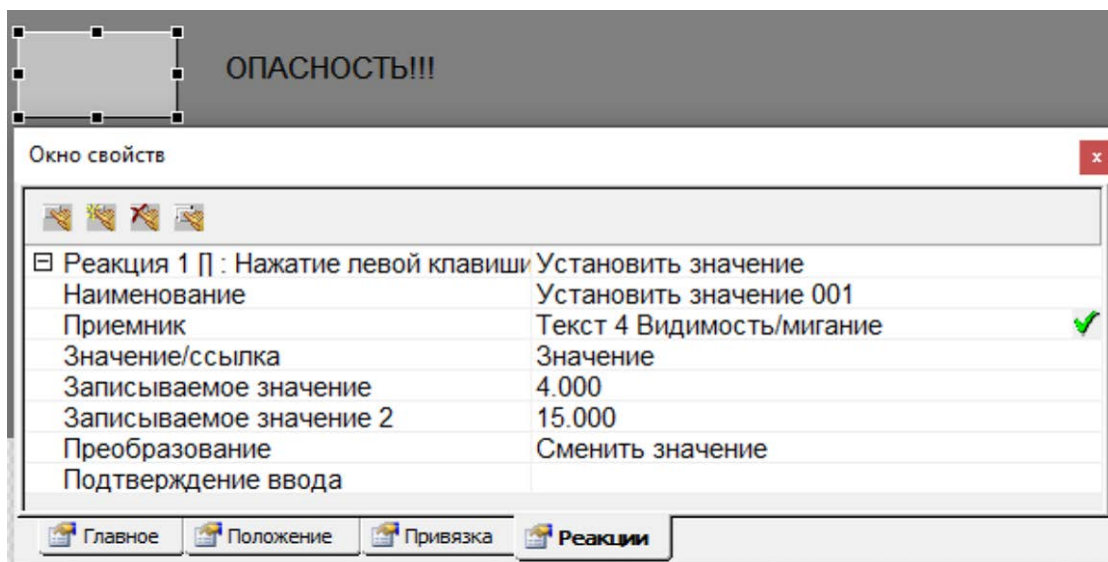 ОПАСНОСТЬ!!!
Окно свойств
x
Реакция 1 [] : Нажатие левой клавиши Установить значение
Наименование Установить значение 001
Приемник Текст 4 Видимость/мигание
Значение/ссылка Значение
Записываемое значение 4.000
Записываемое значение 2 15.000
Преобразование Сменить значение
Подтверждение ввода
Главное Положение Привязка Реакции